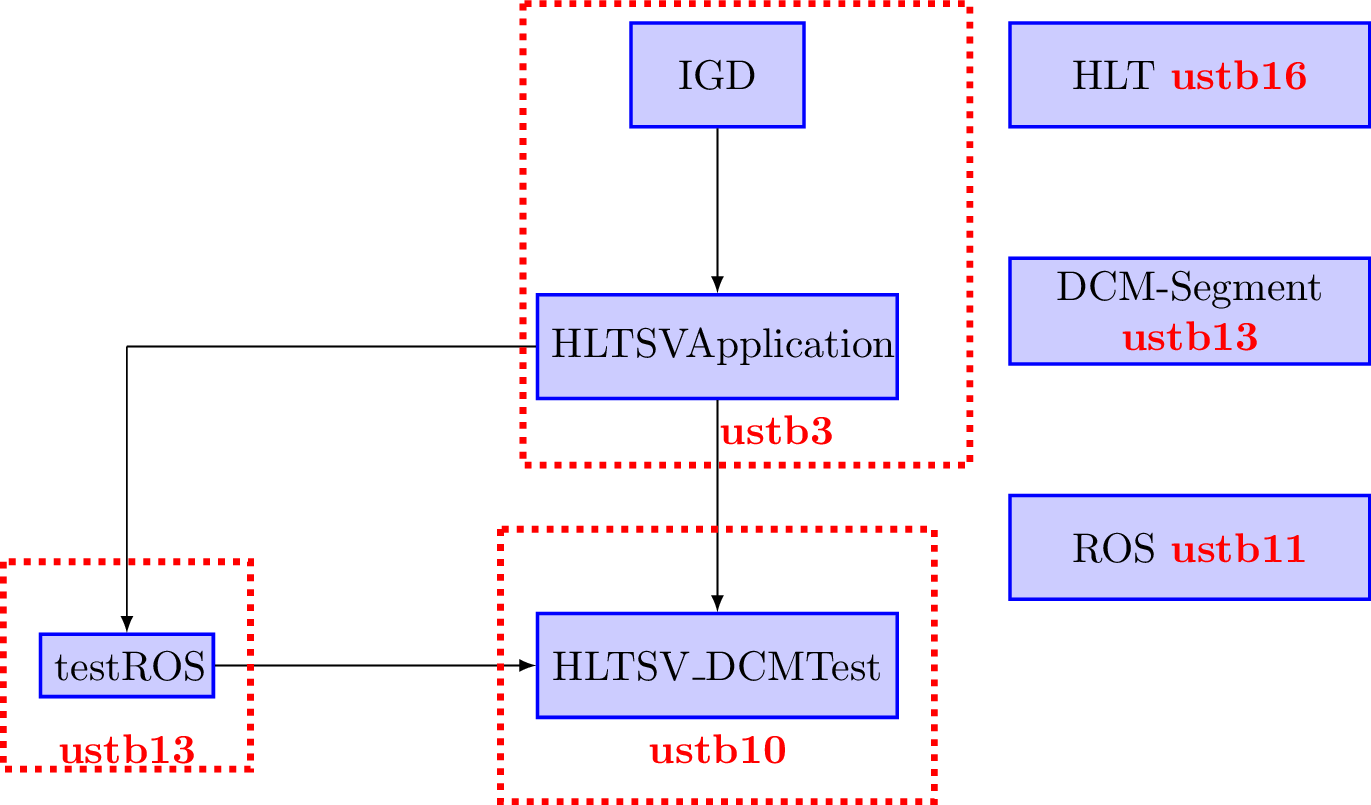 IGD
HLT ustb16
HLTSVApplication
DCM-Segment
ustb13
ustb3
ROS ustb11
testROS
HLTSV_DCMTest
ustb13
ustb10